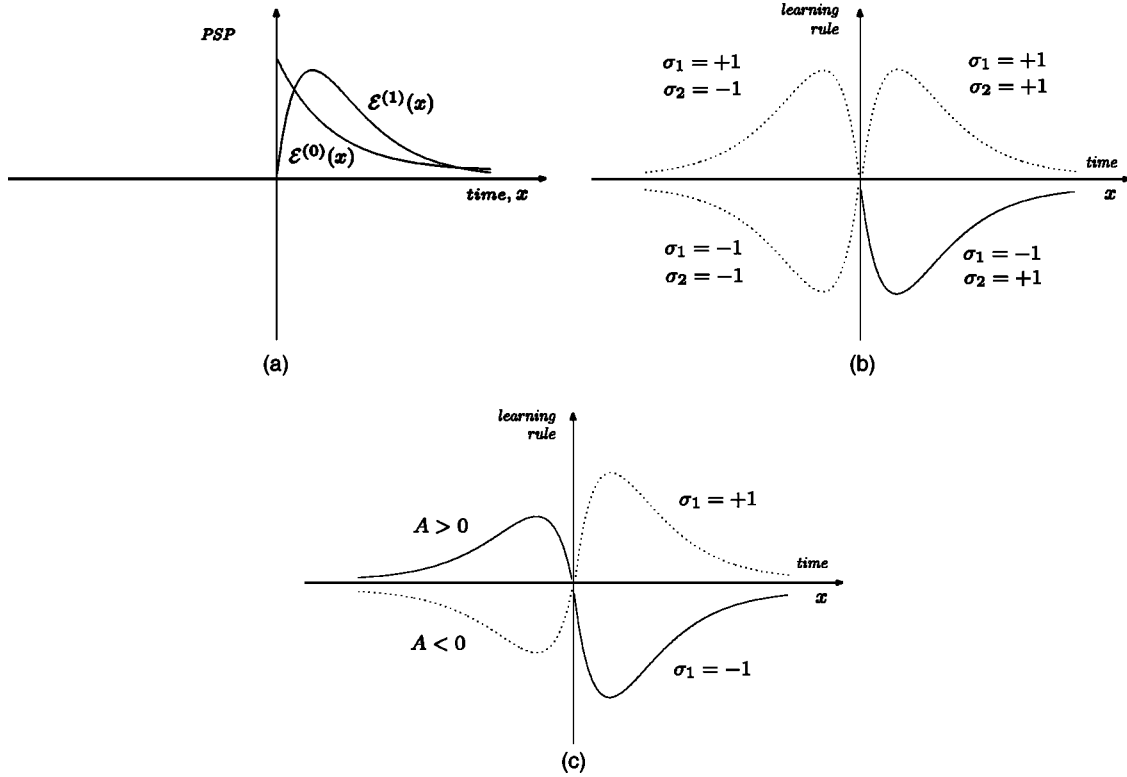 PSP
ℰ⁽¹⁾(x)
ℰ⁽⁰⁾(x)
time, x
(a)
learning
rule
σ₁ = +1
σ₂ = −1
σ₁ = +1
σ₂ = +1
time
x
σ₁ = −1
σ₂ = −1
σ₁ = −1
σ₂ = +1
(b)
learning
rule
A > 0
σ₁ = +1
time
x
A < 0
σ₁ = −1
(c)